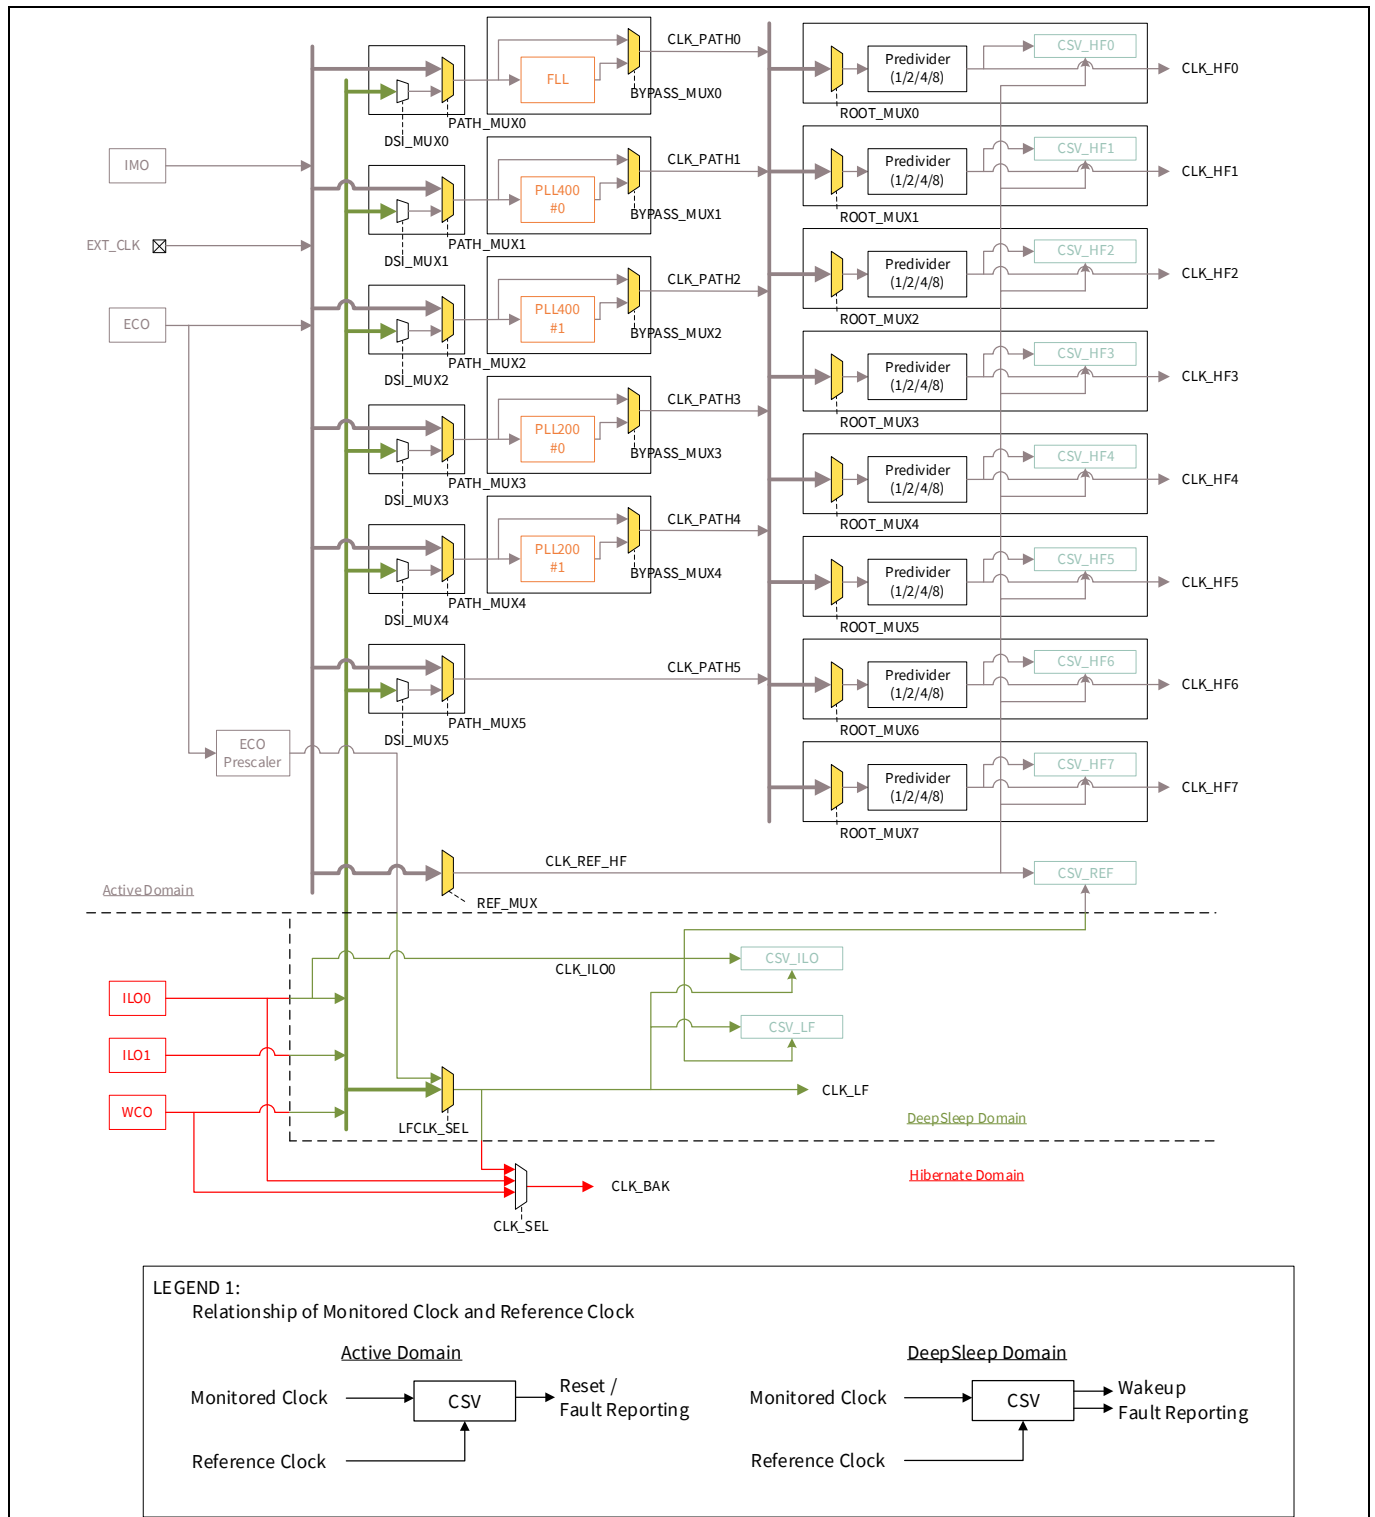 CLK_PATH0
CSV_HF0
FLL
Predivider
(1/2/4/8)
CLK_HF0
BYPASS_MUX0
ROOT_MUX0
PATH_MUX0
DSI_MUX0
IMO
CLK_PATH1
CSV_HF1
PLL400
#0
Predivider
(1/2/4/8)
CLK_HF1
BYPASS_MUX1
ROOT_MUX1
EXT_CLK
PATH_MUX1
DSI_MUX1
CLK_PATH2
CSV_HF2
PLL400
#1
Predivider
(1/2/4/8)
CLK_HF2
ECO
BYPASS_MUX2
ROOT_MUX2
PATH_MUX2
DSI_MUX2
CLK_PATH3
CSV_HF3
PLL200
#0
Predivider
(1/2/4/8)
CLK_HF3
BYPASS_MUX3
ROOT_MUX3
PATH_MUX3
DSI_MUX3
CLK_PATH4
CSV_HF4
PLL200
#1
Predivider
(1/2/4/8)
CLK_HF4
BYPASS_MUX4
ROOT_MUX4
PATH_MUX4
DSI_MUX4
CSV_HF5
Predivider
(1/2/4/8)
CLK_HF5
ROOT_MUX5
CLK_PATH5
PATH_MUX5
DSI_MUX5
CSV_HF6
Predivider
(1/2/4/8)
CLK_HF6
ROOT_MUX6
ECO
Prescaler
CSV_HF7
Predivider
(1/2/4/8)
CLK_HF7
ROOT_MUX7
CLK_REF_HF
CSV_REF
REF_MUX
Active Domain
CSV_ILO
CLK_ILO0
ILO0
CSV_LF
ILO1
CLK_LF
WCO
LFCLK_SEL
DeepSleep Domain
Hibernate Domain
CLK_BAK
CLK_SEL
LEGEND 1:
Relationship of Monitored Clock and Reference Clock
Active Domain
Monitored Clock
CSV
Reset /
Fault Reporting
Reference Clock
DeepSleep Domain
Monitored Clock
CSV
Wakeup
Fault Reporting
Reference Clock